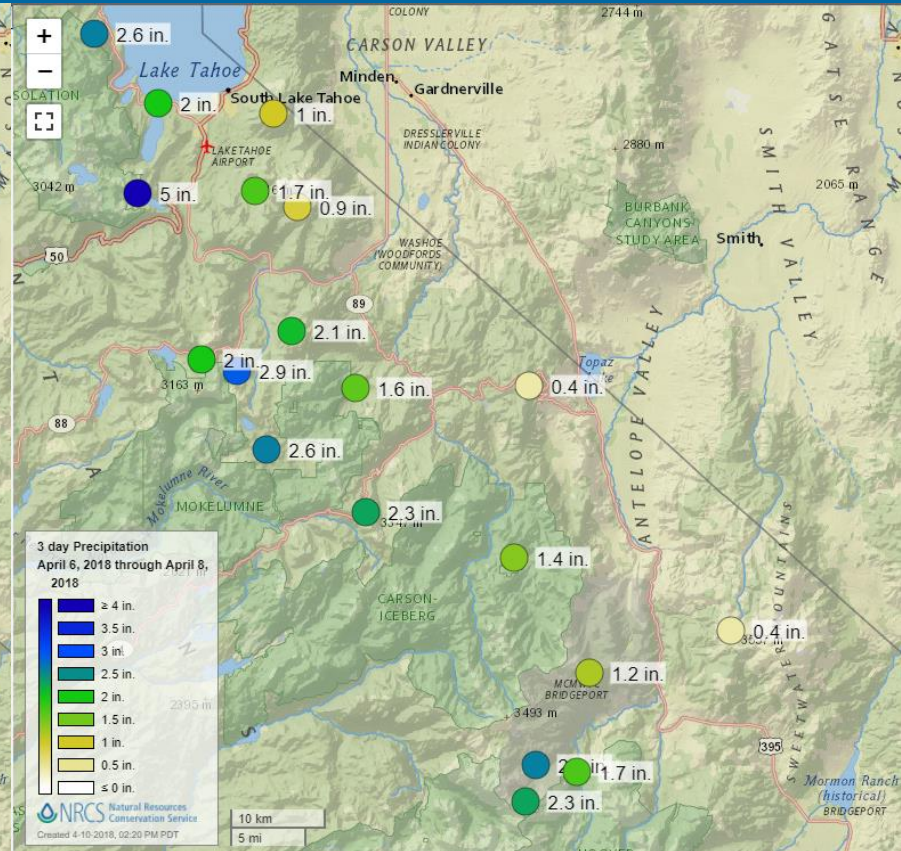 COLONY
2744 m
2.6 in.
CARSON VALLEY
+
−
Lake Tahoe
Minden
Gardnerville
South Lake Tahoe
2 in.
1 in.
DRESSLERVILLE
INDIAN COLONY
LAKETAHOE
AIRPORT
2880 m
SMITH VALLEY
RANGE
3042 m
5 in.
1.7 in.
0.9 in.
2065 m
BURBANK
CANYONS
STUDY AREA
Smith
50
WASHOE
(WOODFORDS
COMMUNITY)
89
2.1 in.
2 in.
2.9 in.
3163 m
1.6 in.
Topaz
0.4 in.
ANTELOPE VALLEY
88
2.6 in.
Mokelumne River
MOKELUMNE
2.3 in.
1.4 in.
CARSON-
ICEBERG
0.4 in.
SWEETWATER MOUNTAINS
1.2 in.
BRIDGEPORT
2395 m
3493 m
395
1.7 in.
2.3 in.
Mormon Ranch
(historical)
BRIDGEPORT
3 day Precipitation
April 6, 2018 through April 8,
2018
≥ 4 in.
3.5 in.
3 in.
2.5 in.
2 in.
1.5 in.
1 in.
0.5 in.
≤ 0 in.
NRCS Natural Resources
Conservation Service
Created 4-10-2018, 02:20 PM PDT
10 km
5 mi